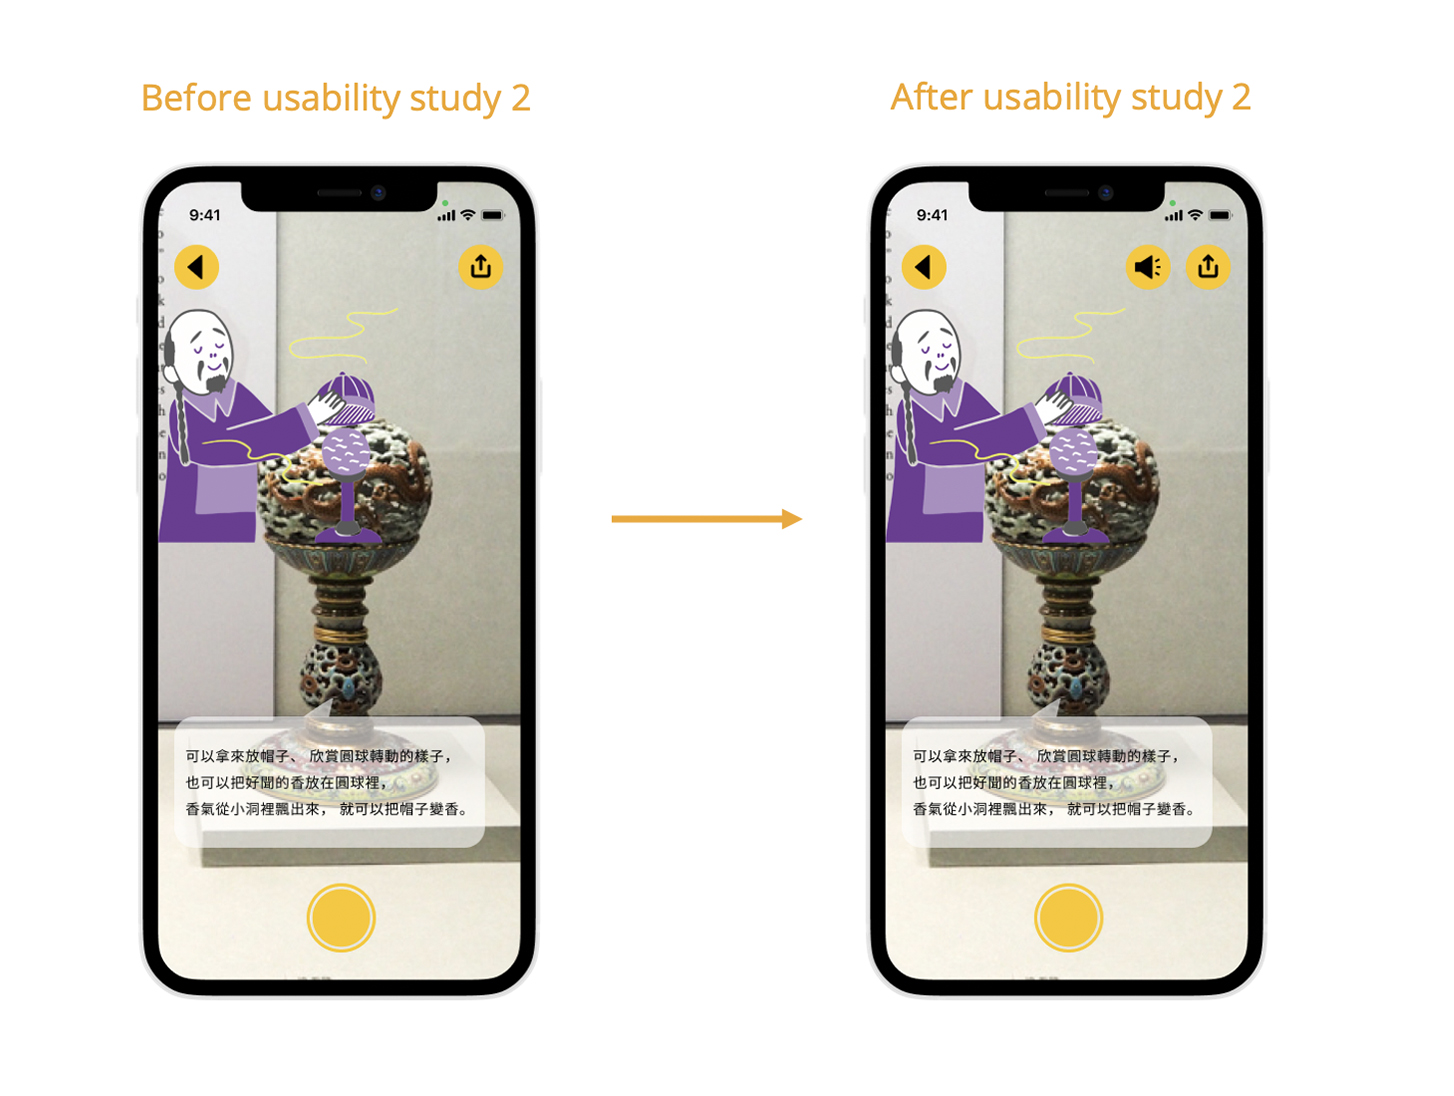 Before usability study 2
After usability study 2
9:41
可以拿來放帽子、 欣賞圓球轉動的樣子，
也可以把好聞的香放在圓球裡，
香氣從小洞裡飄出來， 就可以把帽子變香。
9:41
可以拿來放帽子、 欣賞圓球轉動的樣子，
也可以把好聞的香放在圓球裡，
香氣從小洞裡飄出來， 就可以把帽子變香。